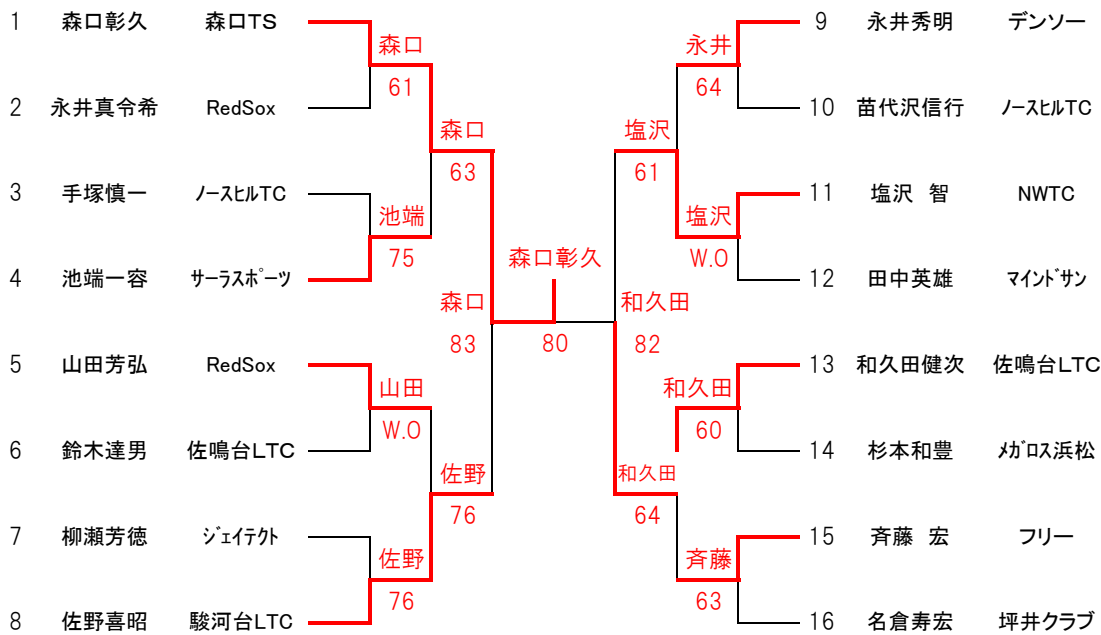 1 森口彰久 森口TS
9 永井秀明 デンソー
森口
永井
61
64
2 永井真令希 RedSox
10 苗代沢信行 ノースヒルTC
森口
塩沢
63
61
3 手塚慎一 ノースヒルTC
11 塩沢 智 NWTC
池端
塩沢
75
W.O
4 池端一容 サーラスポーツ
森口彰久
12 田中英雄 マインドサン
森口
和久田
83
80
82
5 山田芳弘 RedSox
13 和久田健次 佐鳴台LTC
山田
和久田
W.O
60
6 鈴木達男 佐鳴台LTC
14 杉本和豊 メガロス浜松
佐野
和久田
76
64
7 柳瀬芳徳 ジェイテクト
15 斉藤 宏 フリー
佐野
斉藤
76
63
8 佐野喜昭 駿河台LTC
16 名倉寿宏 坪井クラブ